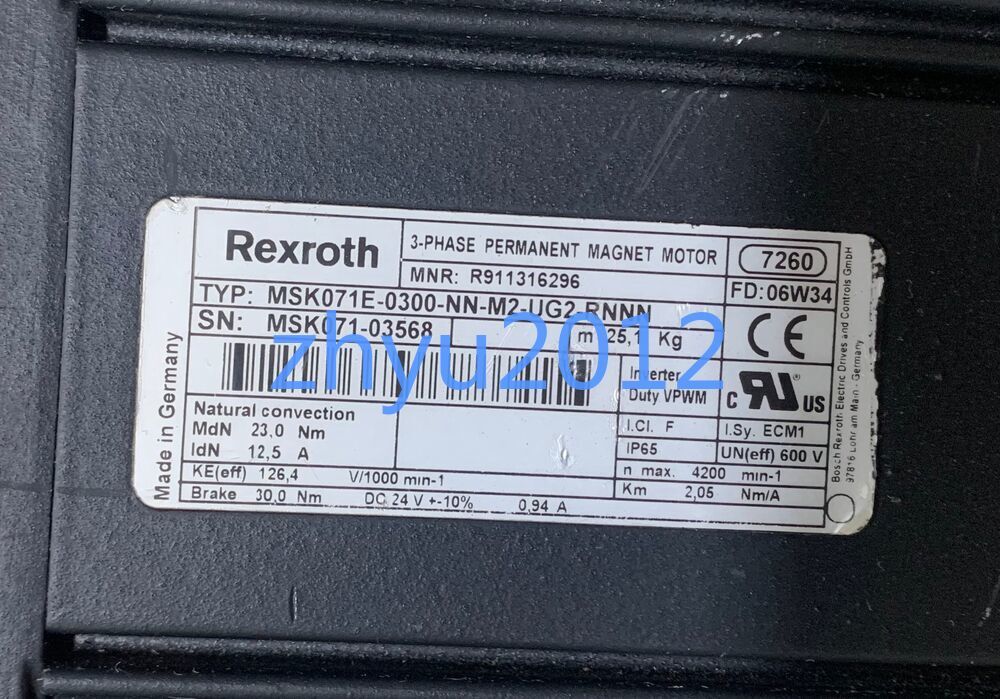 Rexroth
3-PHASE PERMANENT MAGNET MOTOR
7260
MNR: R911316296
FD: 06W34
TYP: MSK071E-0300-NN-M2-UG2-RNNN
SN: MSK071-03568
m 25,1 Kg
CE
Inverter
Duty VPWM
C RU US
®
Natural convection
MdN 23,0 Nm
IdN 12,5 A
I.Cl. F
I.Sy. ECM1
IP65
UN(eff) 600 V
KE(eff) 126,4 V/1000 min-1
n max. 4200 min-1
Brake 30,0 Nm DC 24 V +-10% 0,94 A
Km 2,05 Nm/A
Made in Germany
Bosch Rexroth Electric Drives and Controls GmbH
97816 Lohr am Main - Germany
zhyu2012